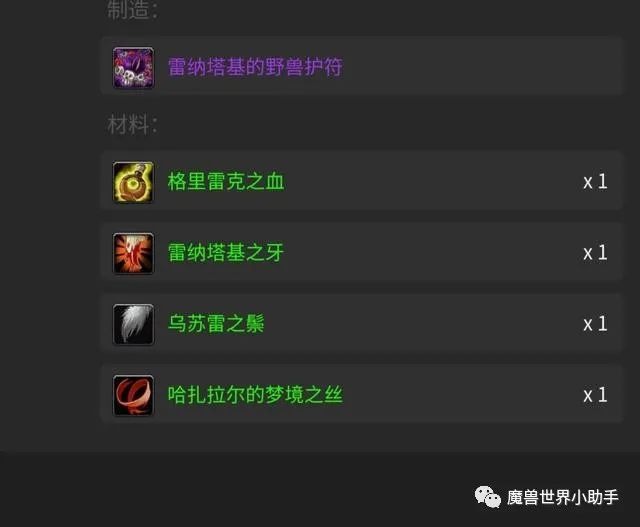 制造:
雷纳塔基的野兽护符
材料:
格里雷克之血 x 1
雷纳塔基之牙 x 1
乌苏雷之鬃 x 1
哈扎拉尔的梦境之丝 x 1
魔兽世界小助手